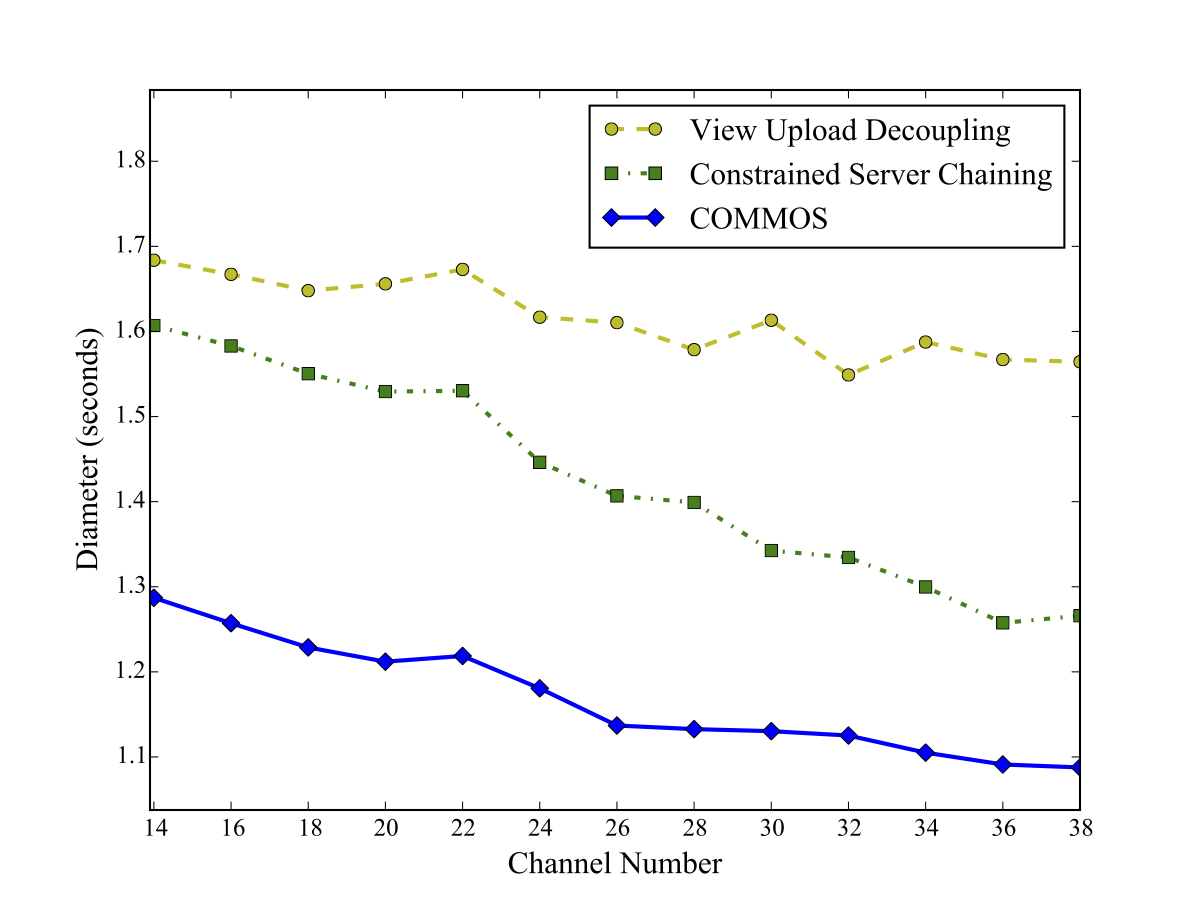 View Upload Decoupling
Constrained Server Chaining
COMMOS
1.8
1.7
1.6
1.5
1.4
1.3
1.2
1.1
Diameter (seconds)
14 16 18 20 22 24 26 28 30 32 34 36 38
Channel Number